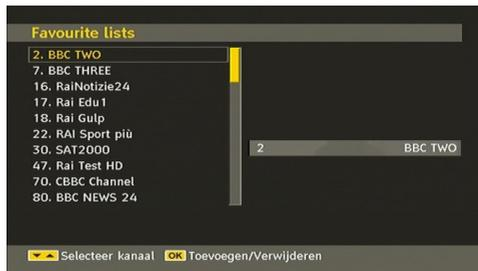 Favourite lists
2. BBC TWO
7. BBC THREE
16. RaiNotizie24
17. Rai Edu1
18. Rai Gulp
22. RAI Sport più
30. SAT2000
47. Rai Test HD
70. CBBC Channel
80. BBC NEWS 24
2 BBC TWO
Selecteer kanaal OK Toevoegen/Verwijderen